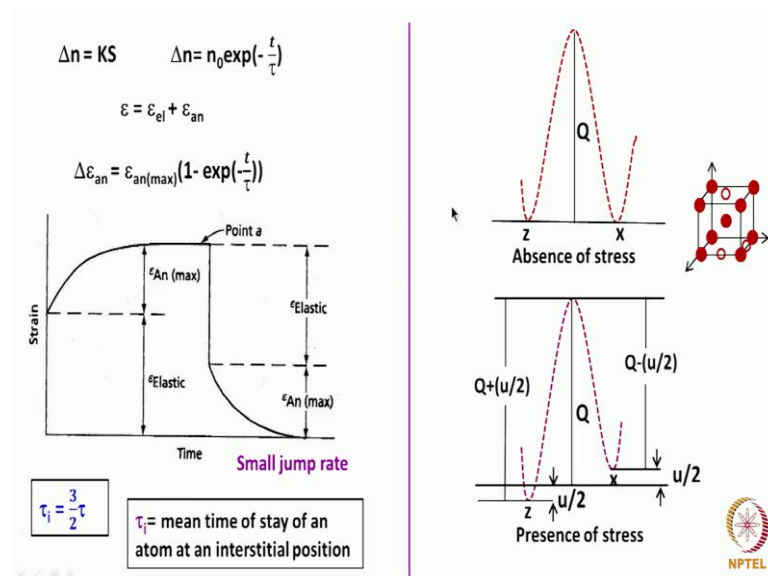 Δn = KS Δn= n₀exp(-t/τ)
ε = εel + εan
Δεan = εan(max)(1- exp(-t/τ))
Strain
Point a
εAn (max)
εElastic
εElastic
εAn (max)
Time
Small jump rate
τi = 3/2 τ
τi= mean time of stay of an
atom at an interstitial position
Q
z x
Absence of stress
Q+(u/2)
Q
Q-(u/2)
x
u/2
z
u/2
Presence of stress
NPTEL